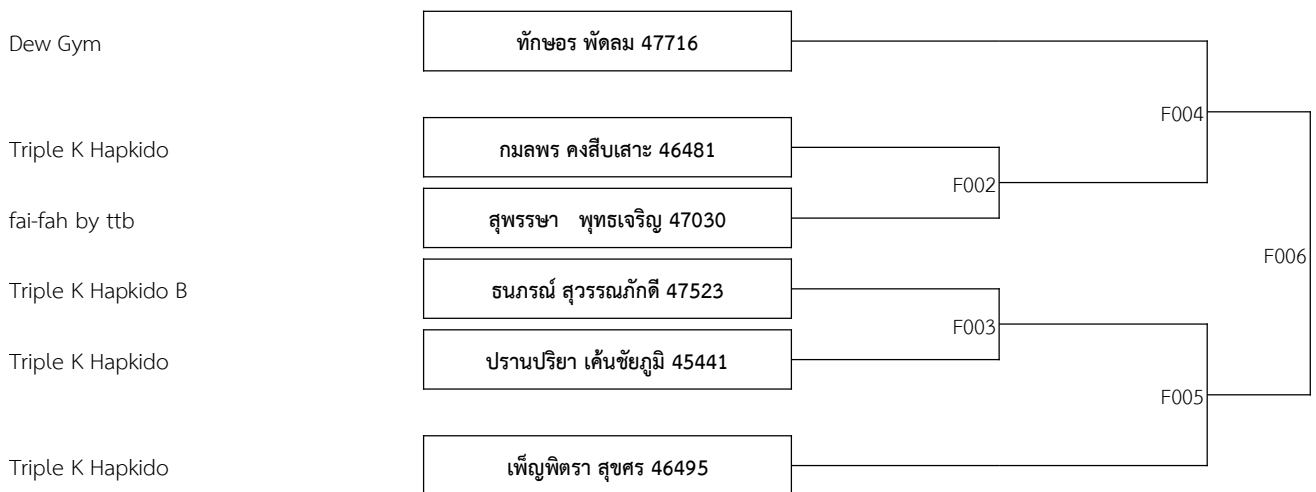 Dew Gym ทักษอร พัดลม 47716
F004
Triple K Hapkido กมลพร คงสืบเสาะ 46481
F002
fai-fah by ttb สุพรรษา พุทธเจริญ 47030
F006
Triple K Hapkido B ธนภรณ์ สุวรรณภักดี 47523
F003
Triple K Hapkido ปรานปริยา เค้นชัยภูมิ 45441
F005
Triple K Hapkido เพ็ญพิตรา สุขศร 46495